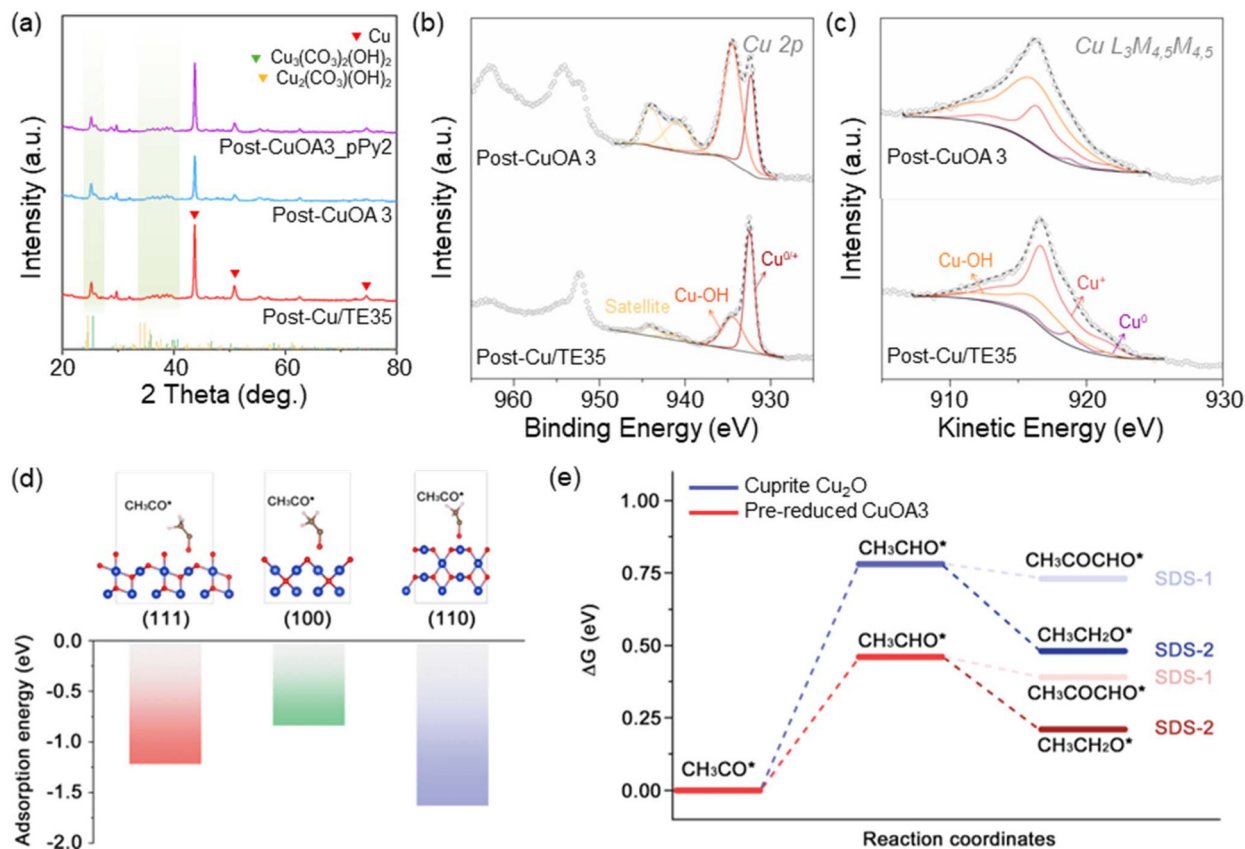 (a)
Intensity (a.u.)
▼ Cu
▼ Cu₃(CO₃)₂(OH)₂
▼ Cu₂(CO₃)(OH)₂
Post-CuOA3_pPy2
Post-CuOA 3
Post-Cu/TE35
20 40 60 80
2 Theta (deg.)
(b)
Intensity (a.u.)
Cu 2p
Post-CuOA 3
Cu⁰/⁺
Cu-OH
Satellite
Post-Cu/TE35
960 950 940 930
Binding Energy (eV)
(c)
Intensity (a.u.)
Cu L₃M₄,₅M₄,₅
Post-CuOA 3
Cu-OH
Cu⁺
Cu⁰
Post-Cu/TE35
910 920 930
Kinetic Energy (eV)
(d)
CH₃CO*
CH₃CO*
CH₃CO*
(111) (100) (110)
Adsorption energy (eV)
0.0
-0.5
-1.0
-1.5
-2.0
(e)
ΔG (eV)
1.00
0.75
0.50
0.25
0.00
Cuprite Cu₂O
Pre-reduced CuOA3
CH₃CO*
CH₃CHO*
CH₃CHO*
CH₃COCHO*
SDS-1
CH₃CH₂O*
SDS-2
SDS-1
CH₃COCHO*
SDS-2
CH₃CH₂O*
Reaction coordinates